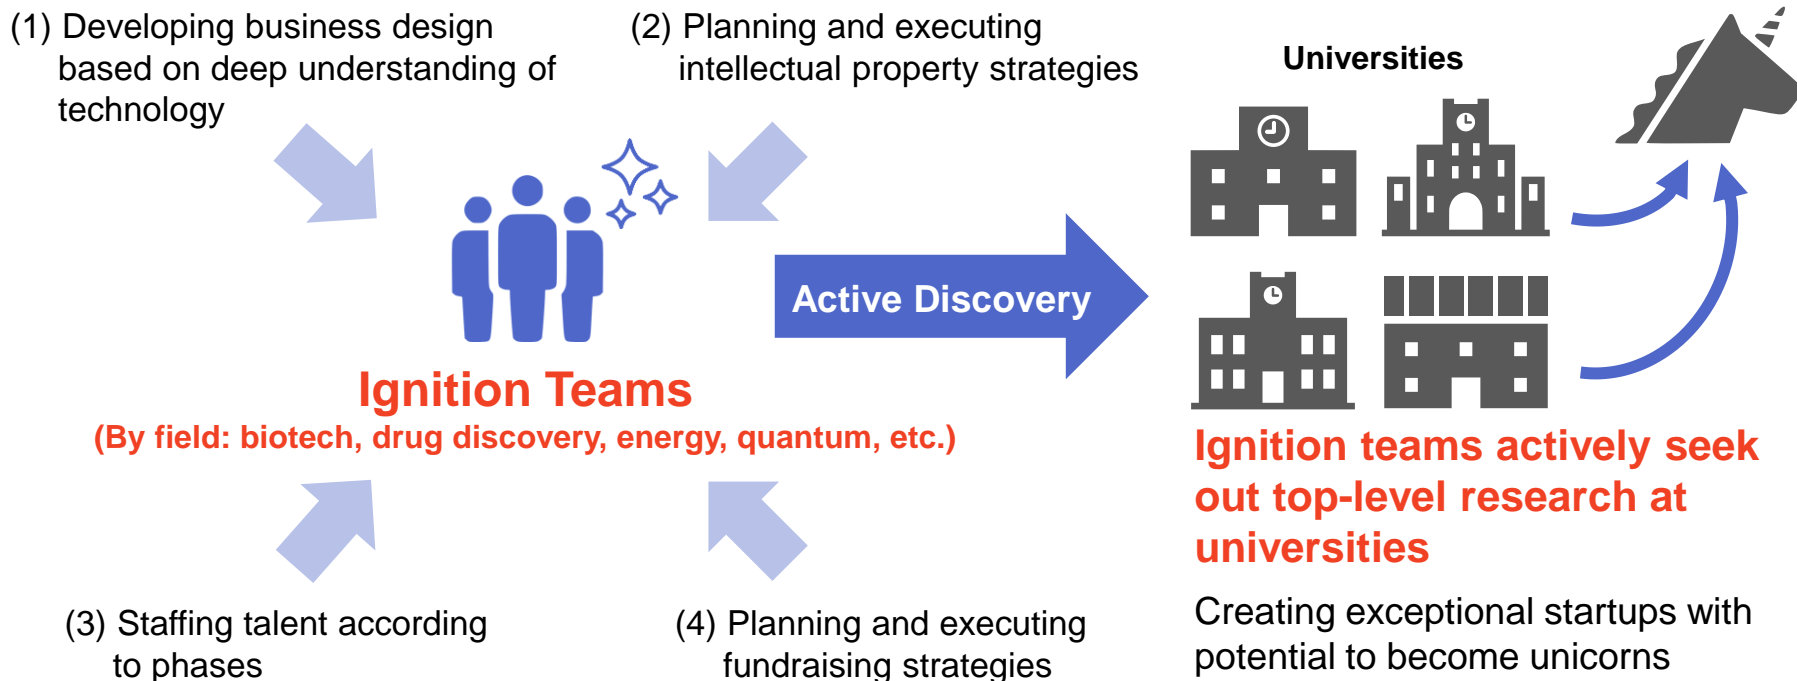 (1) Developing business design
based on deep understanding of
technology
(2) Planning and executing
intellectual property strategies
Universities
Active Discovery
Ignition Teams
(By field: biotech, drug discovery, energy, quantum, etc.)
(3) Staffing talent according
to phases
(4) Planning and executing
fundraising strategies
Ignition teams actively seek
out top-level research at
universities
Creating exceptional startups with
potential to become unicorns